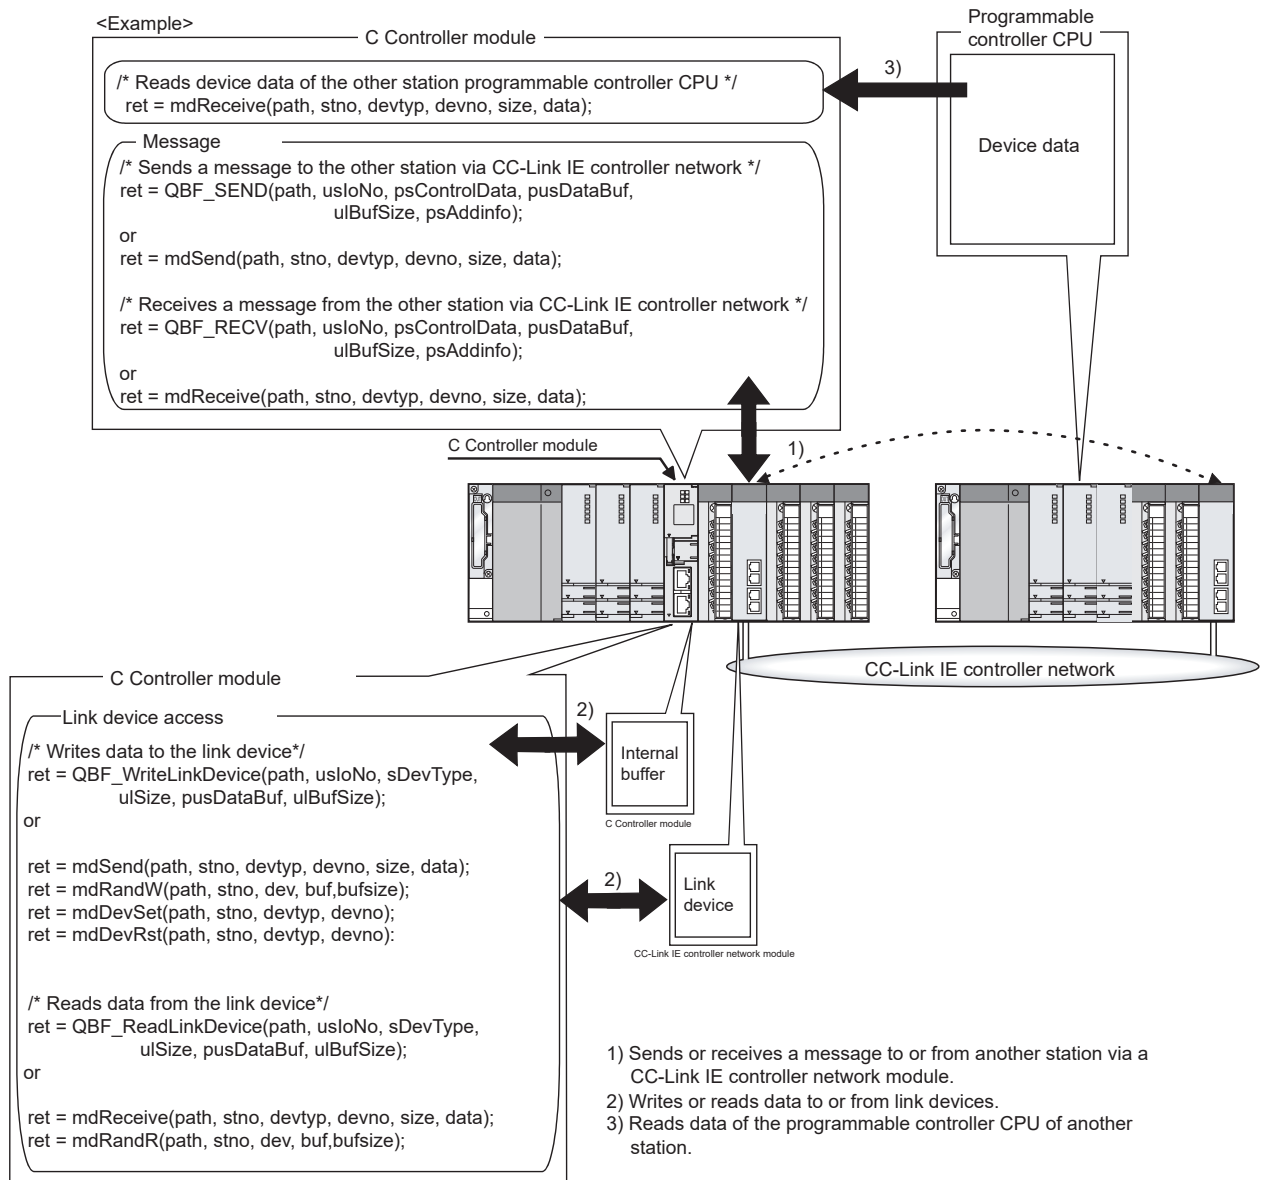 <Example>
C Controller module
/* Reads device data of the other station programmable controller CPU */
ret = mdReceive(path, stno, devtyp, devno, size, data);
Message
/* Sends a message to the other station via CC-Link IE controller network */
ret = QBF_SEND(path, usIoNo, psControlData, pusDataBuf,
ulBufSize, psAddinfo);
or
ret = mdSend(path, stno, devtyp, devno, size, data);
/* Receives a message from the other station via CC-Link IE controller network */
ret = QBF_RECV(path, usIoNo, psControlData, pusDataBuf,
ulBufSize, psAddinfo);
or
ret = mdReceive(path, stno, devtyp, devno, size, data);
3)
Programmable
controller CPU
Device data
C Controller module
1)
CC-Link IE controller network
C Controller module
Link device access
/* Writes data to the link device*/
ret = QBF_WriteLinkDevice(path, usIoNo, sDevType,
ulSize, pusDataBuf, ulBufSize);
or
ret = mdSend(path, stno, devtyp, devno, size, data);
ret = mdRandW(path, stno, dev, buf,bufsize);
ret = mdDevSet(path, stno, devtyp, devno);
ret = mdDevRst(path, stno, devtyp, devno):
/* Reads data from the link device*/
ret = QBF_ReadLinkDevice(path, usIoNo, sDevType,
ulSize, pusDataBuf, ulBufSize);
or
ret = mdReceive(path, stno, devtyp, devno, size, data);
ret = mdRandR(path, stno, dev, buf,bufsize);
2)
Internal
buffer
C Controller module
2)
Link
device
CC-Link IE controller network module
1) Sends or receives a message to or from another station via a
CC-Link IE controller network module.
2) Writes or reads data to or from link devices.
3) Reads data of the programmable controller CPU of another
station.